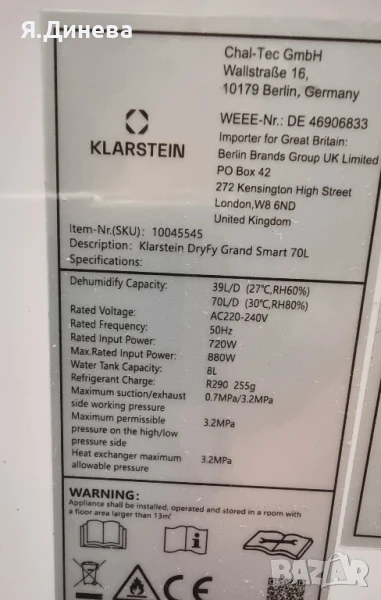 Я.Динева
Chal-Tec GmbH
Wallstraße 16,
10179 Berlin, Germany
KLARSTEIN
WEEE-Nr.: DE 46906833
Importer for Great Britain:
Berlin Brands Group UK Limited
PO Box 42
272 Kensington High Street
London,W8 6ND
United Kingdom
Item-Nr.(SKU): 10045545
Description: Klarstein DryFy Grand Smart 70L
Specifications:
Dehumidify Capacity: 39L/D (27℃,RH60%)
70L/D (30℃,RH80%)
Rated Voltage: AC220-240V
Rated Frequency: 50Hz
Rated Input Power: 720W
Max.Rated Input Power: 880W
Water Tank Capacity: 8L
Refrigerant Charge: R290 255g
Maximum suction/exhaust 0.7MPa/3.2MPa
side working pressure
Maximum permissible 3.2MPa
pressure on the high/low
pressure side
Heat exchanger maximum 3.2MPa
allowable pressure
WARNING:
Appliance shall be installed, operated and stored in a room with
a floor area larger than 13m²
CE
BAZAR